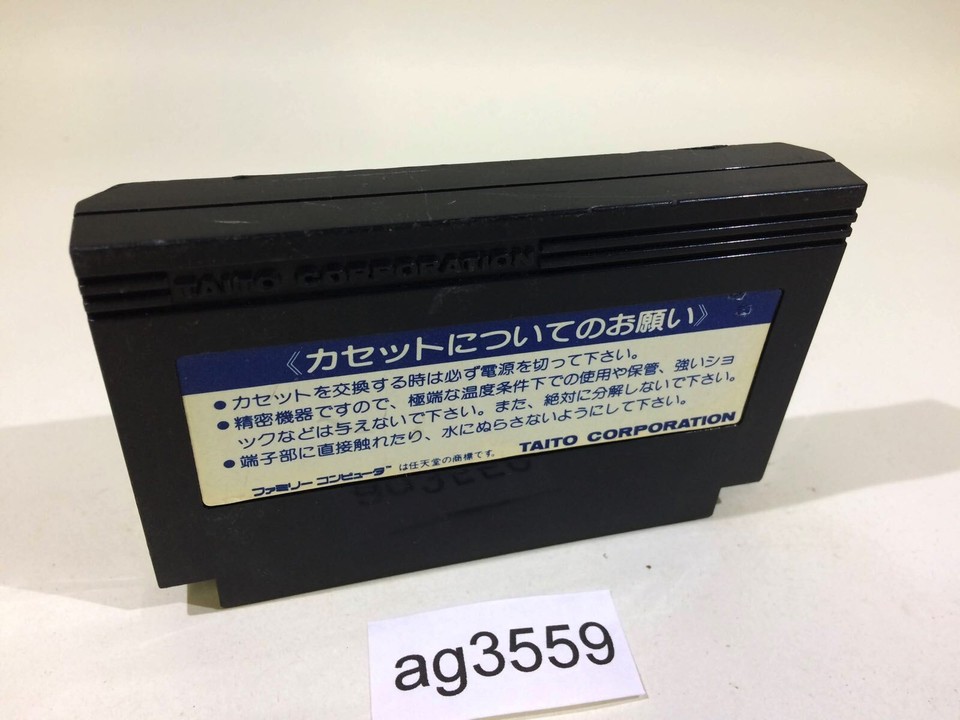 TAITO CORPORATION
《カセットについてのお願い》
●カセットを交換する時は必ず電源を切って下さい。
●精密機器ですので、極端な温度条件下での使用や保管、強いショ
ックなどは与えないで下さい。また、絶対に分解しないで下さい。
●端子部に直接触れたり、水にぬらさないようにして下さい。
TAITO CORPORATION
ファミリーコンピュータ™ は任天堂の商標です。
ag3559